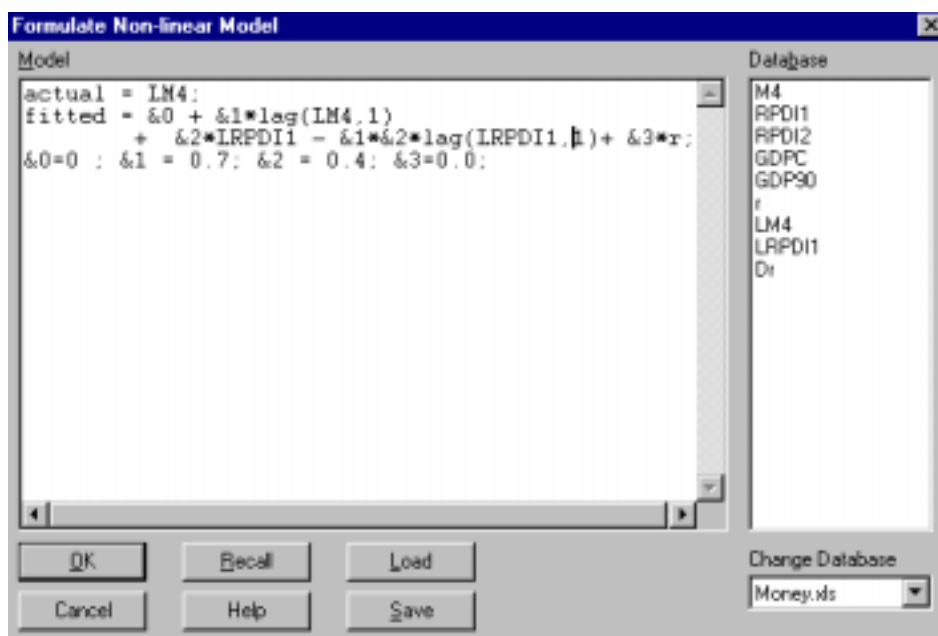 Formulate Non-linear Model
Model
actual = LM4;
fitted = &0 + &1*lag(LM4,1)
+ &2*LRPDI1 - &1*&2*lag(LRPDI1,1)+ &3*r;
&0=0 ; &1 = 0.7; &2 = 0.4; &3=0.0;
Database
M4
RPDI1
RPDI2
GDPC
GDP90
r
LM4
LRPDI1
Dr
OK
Recall
Load
Cancel
Help
Save
Change Database
Money.xls